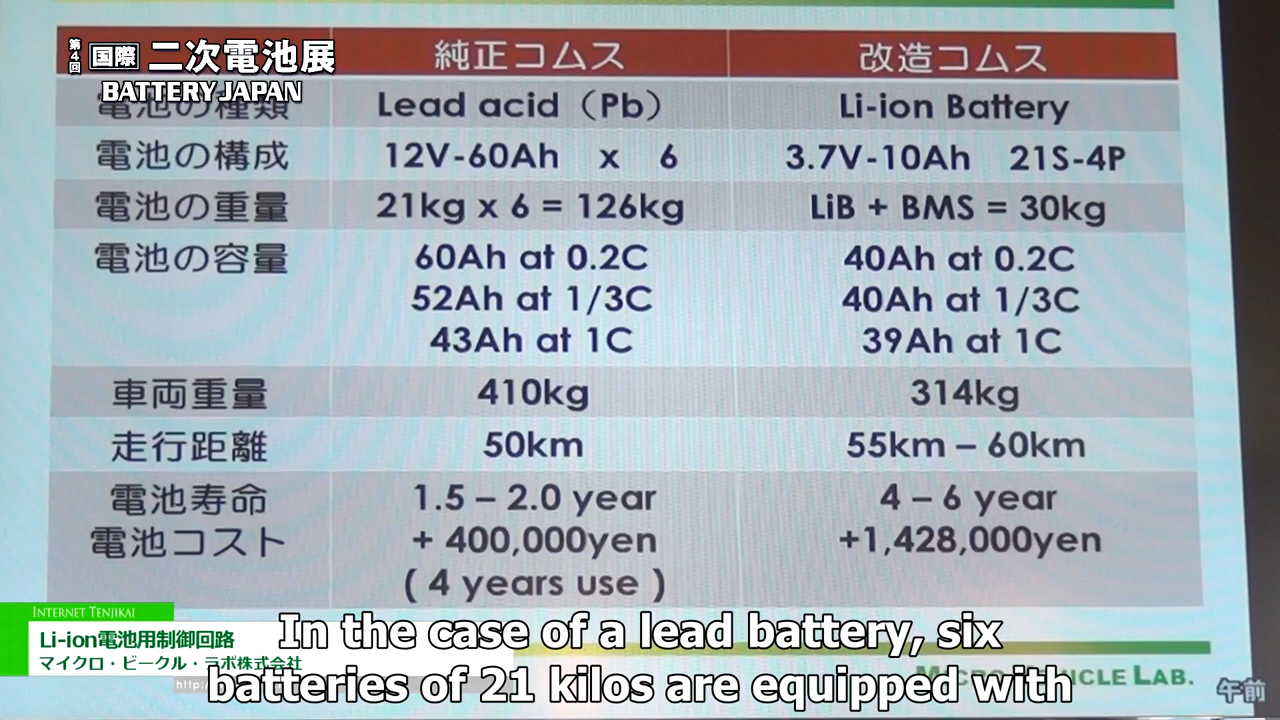 第4回 国際 二次電池展
BATTERY JAPAN
純正コムス 改造コムス
電池の種類 Lead acid（Pb） Li-ion Battery
電池の構成 12V-60Ah x 6 3.7V-10Ah 21S-4P
電池の重量 21kg x 6 = 126kg LiB + BMS = 30kg
電池の容量 60Ah at 0.2C 40Ah at 0.2C
52Ah at 1/3C 40Ah at 1/3C
43Ah at 1C 39Ah at 1C
車両重量 410kg 314kg
走行距離 50km 55km – 60km
電池寿命 1.5 – 2.0 year 4 – 6 year
電池コスト + 400,000yen +1,428,000yen
( 4 years use )
INTERNET TENJIKAI
Li-ion電池用制御回路
マイクロ・ビークル・ラボ株式会社
In the case of a lead battery, six
batteries of 21 kilos are equipped with
LAB.
午前